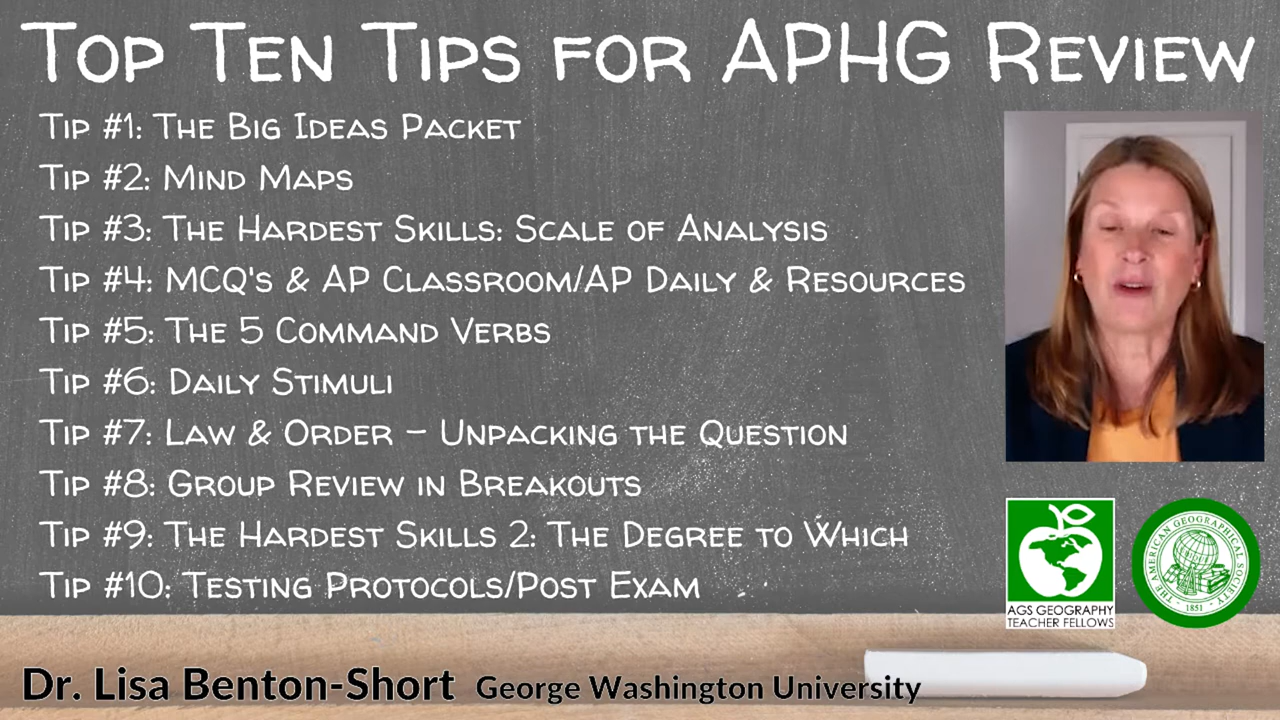 Top Ten Tips for APHG Review
Tip #1: The Big Ideas Packet
Tip #2: Mind Maps
Tip #3: The Hardest Skills: Scale of Analysis
Tip #4: MCQ's & AP Classroom/AP Daily & Resources
Tip #5: The 5 Command Verbs
Tip #6: Daily Stimuli
Tip #7: Law & Order – Unpacking the Question
Tip #8: Group Review in Breakouts
Tip #9: The Hardest Skills 2: The Degree to Which
Tip #10: Testing Protocols/Post Exam
AGS GEOGRAPHY
TEACHER FELLOWS
THE AMERICAN GEOGRAPHICAL SOCIETY
1851
Dr. Lisa Benton-Short George Washington University